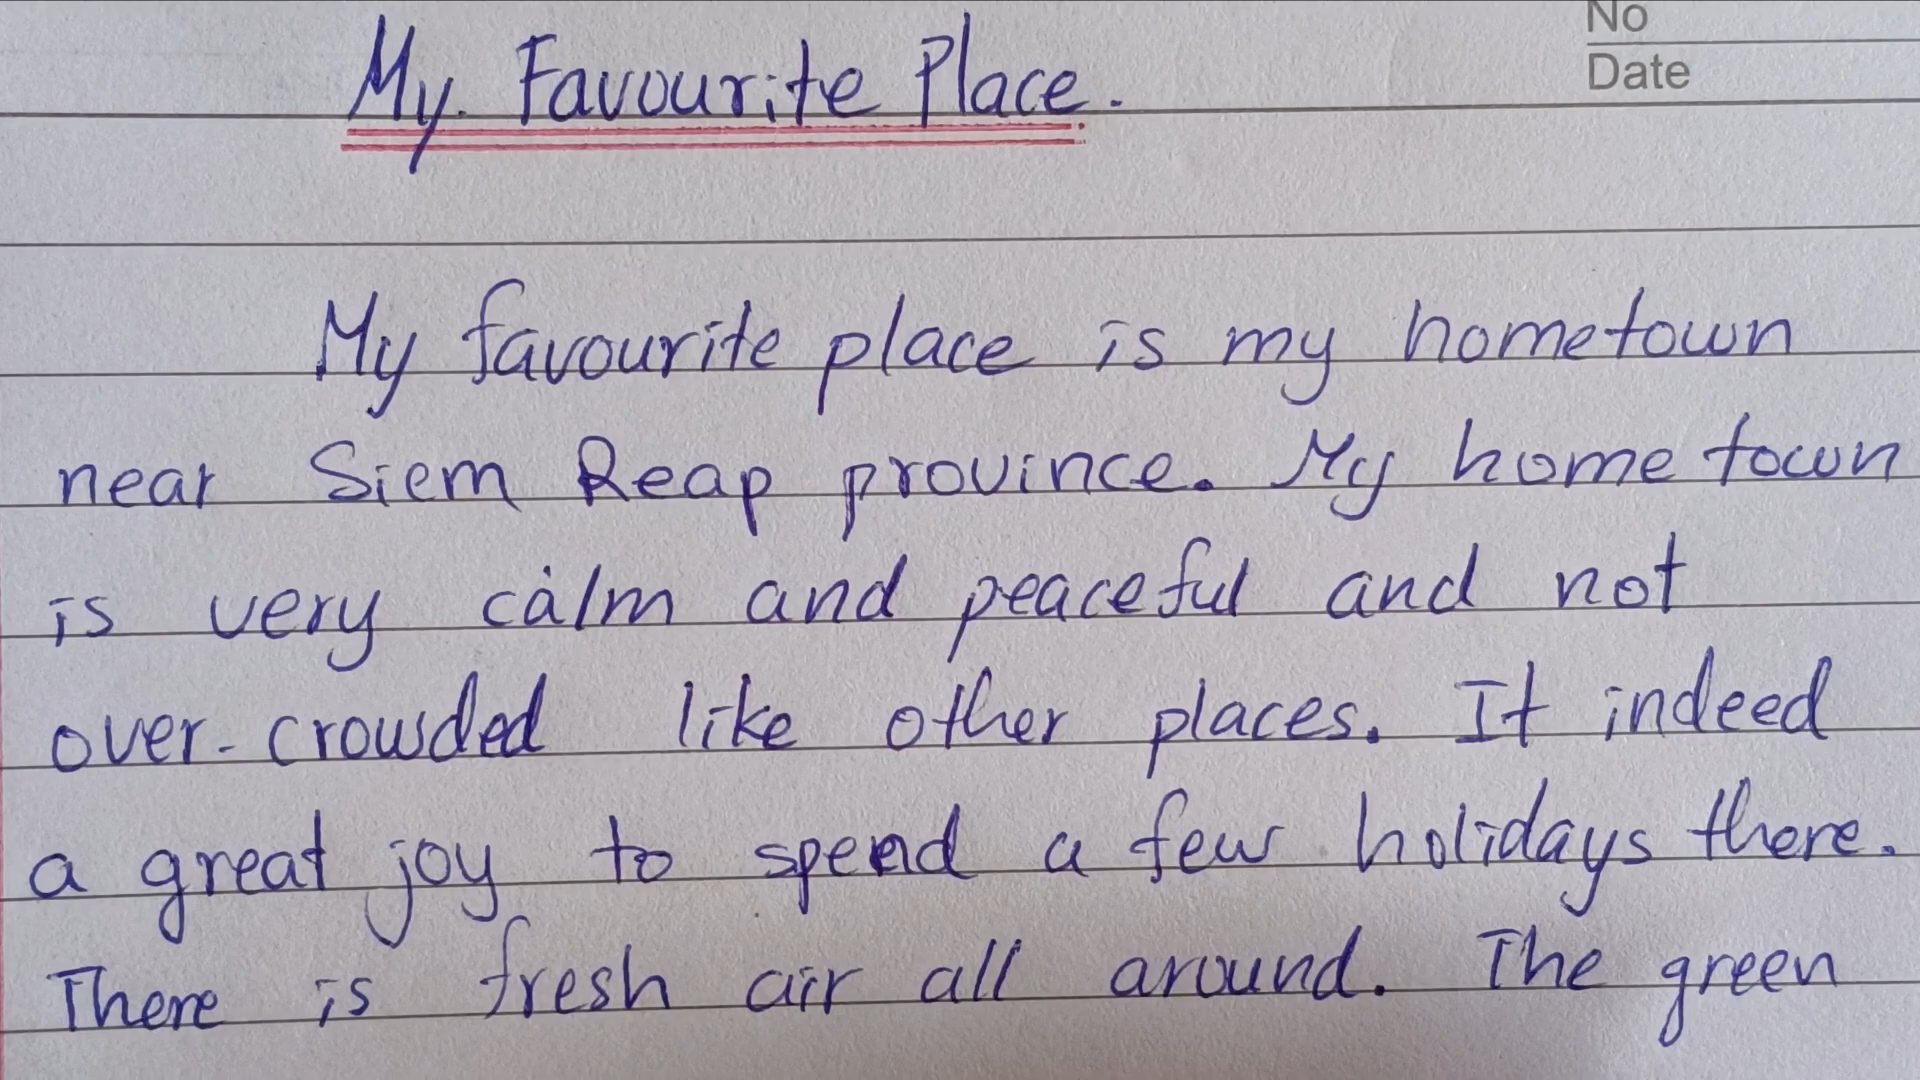 No
Date
My Favourite Place.
My favourite place is my hometown
near Siem Reap province. My home town
is very calm and peaceful and not
over-crowded like other places. It indeed
a great joy to spend a few holidays there.
There is fresh air all around. The green